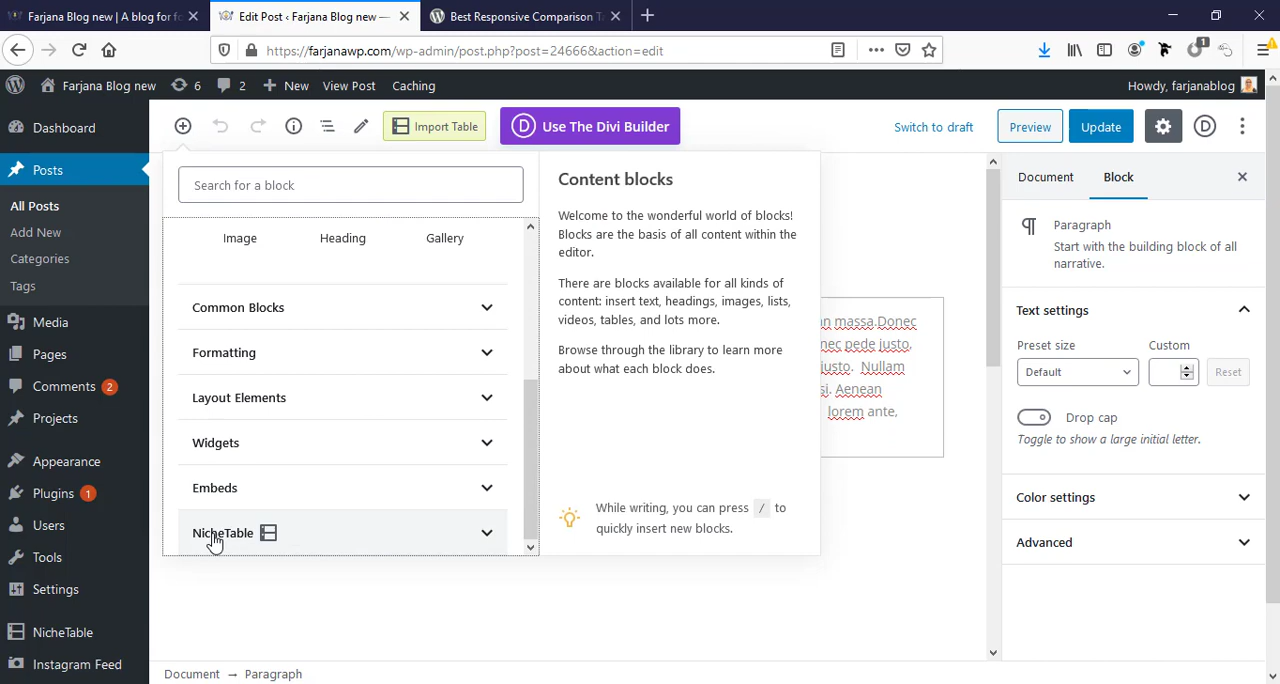 Farjana Blog new | A blog for fo
Edit Post ‹ Farjana Blog new —
Best Responsive Comparison T
https://farjanawp.com/wp-admin/post.php?post=24666&action=edit
1
Farjana Blog new
6
2
New
View Post
Caching
Howdy, farjanablog
Dashboard
Posts
All Posts
Add New
Categories
Tags
Media
Pages
Comments 2
Projects
Appearance
Plugins 1
Users
Tools
Settings
NicheTable
Instagram Feed
Import Table
D Use The Divi Builder
Switch to draft
Preview
Update
D
Search for a block
Image
Heading
Gallery
Common Blocks
Formatting
Layout Elements
Widgets
Embeds
NicheTable
Content blocks
Welcome to the wonderful world of blocks!
Blocks are the basis of all content within the
editor.
There are blocks available for all kinds of
content: insert text, headings, images, lists,
videos, tables, and lots more.
Browse through the library to learn more
about what each block does.
While writing, you can press / to
quickly insert new blocks.
an massa.Donec
nec pede justo,
justo. Nullam
si. Aenean
lorem ante,
Document
Block
Paragraph
Start with the building block of all
narrative.
Text settings
Preset size
Custom
Default
Reset
Drop cap
Toggle to show a large initial letter.
Color settings
Advanced
Document → Paragraph